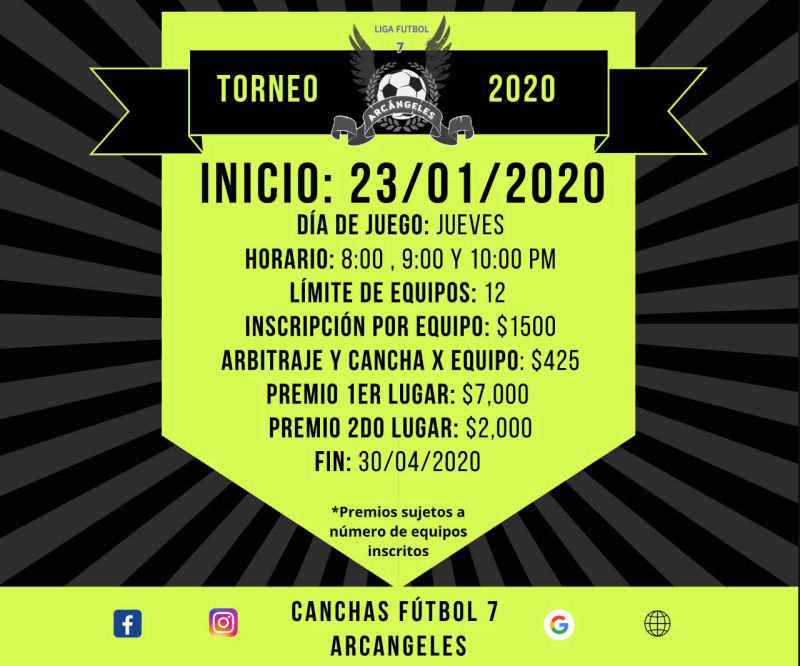 LIGA FUTBOL
7
TORNEO 2020
ARCÁNGELES
INICIO: 23/01/2020
DÍA DE JUEGO: JUEVES
HORARIO: 8:00 , 9:00 Y 10:00 PM
LÍMITE DE EQUIPOS: 12
INSCRIPCIÓN POR EQUIPO: $1500
ARBITRAJE Y CANCHA X EQUIPO: $425
PREMIO 1ER LUGAR: $7,000
PREMIO 2DO LUGAR: $2,000
FIN: 30/04/2020
*Premios sujetos a
número de equipos
inscritos
CANCHAS FÚTBOL 7
ARCANGELES